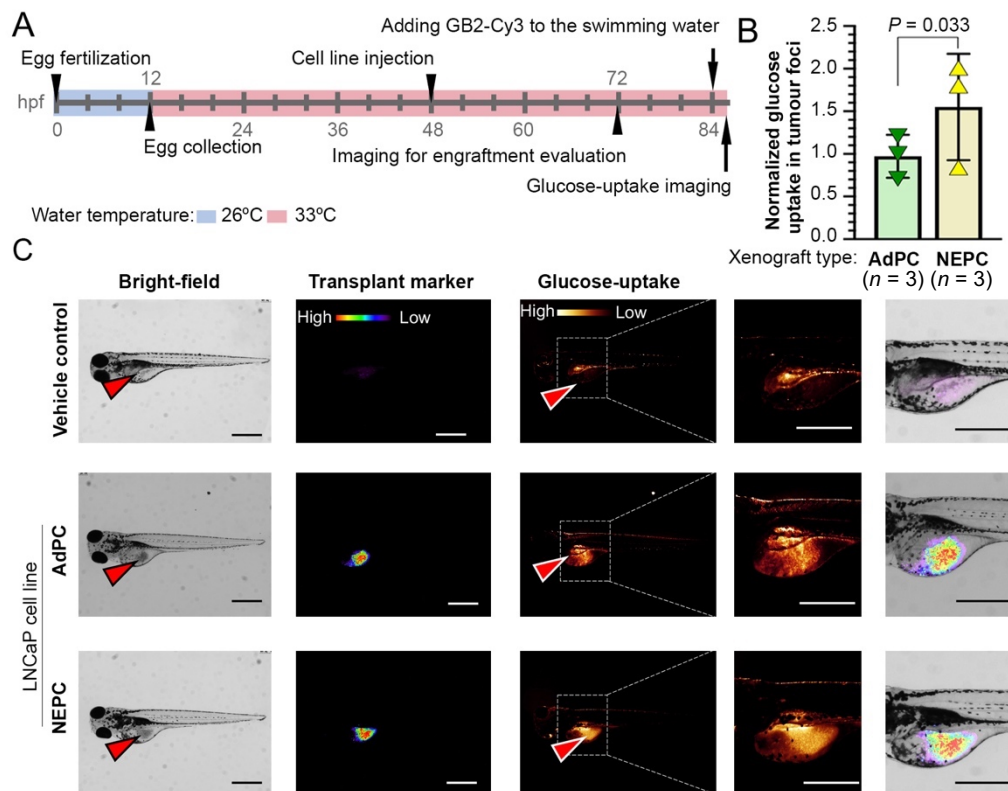 A
Adding GB2-Cy3 to the swimming water
Egg fertilization
Cell line injection
12
72
hpf
0
24
36
48
60
84
Egg collection
Imaging for engraftment evaluation
Glucose-uptake imaging
Water temperature: 26ºC 33ºC
B
P = 0.033
Normalized glucose
uptake in tumour foci
2.5
2.0
1.5
1.0
0.5
0.0
Xenograft type: AdPC NEPC
(n = 3) (n = 3)
C
Bright-field
Transplant marker
Glucose-uptake
Vehicle control
High Low
High Low
LNCaP cell line
AdPC
NEPC